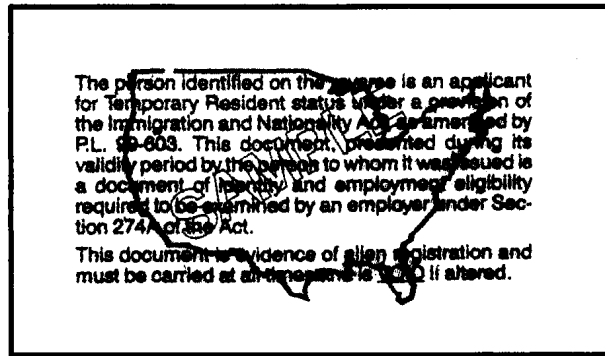 The person identified on the reverse is an applicant
for Temporary Resident status under a provision of
the Immigration and Nationality Act as amended by
P.L. 99-603. This document, presented during its
validity period by the person to whom it was issued is
a document of identity and employment eligibility
required to be examined by an employer under Sec-
tion 274A of the Act.
This document is evidence of alien registration and
must be carried at all times and is VOID if altered.
SAMPLE